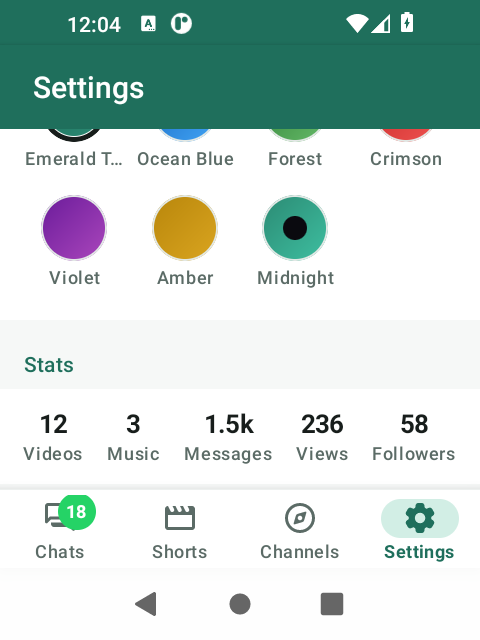 12:04
Settings
Emerald T... Ocean Blue Forest Crimson
Violet Amber Midnight
Stats
12 3 1.5k 236 58
Videos Music Messages Views Followers
18
Chats Shorts Channels Settings